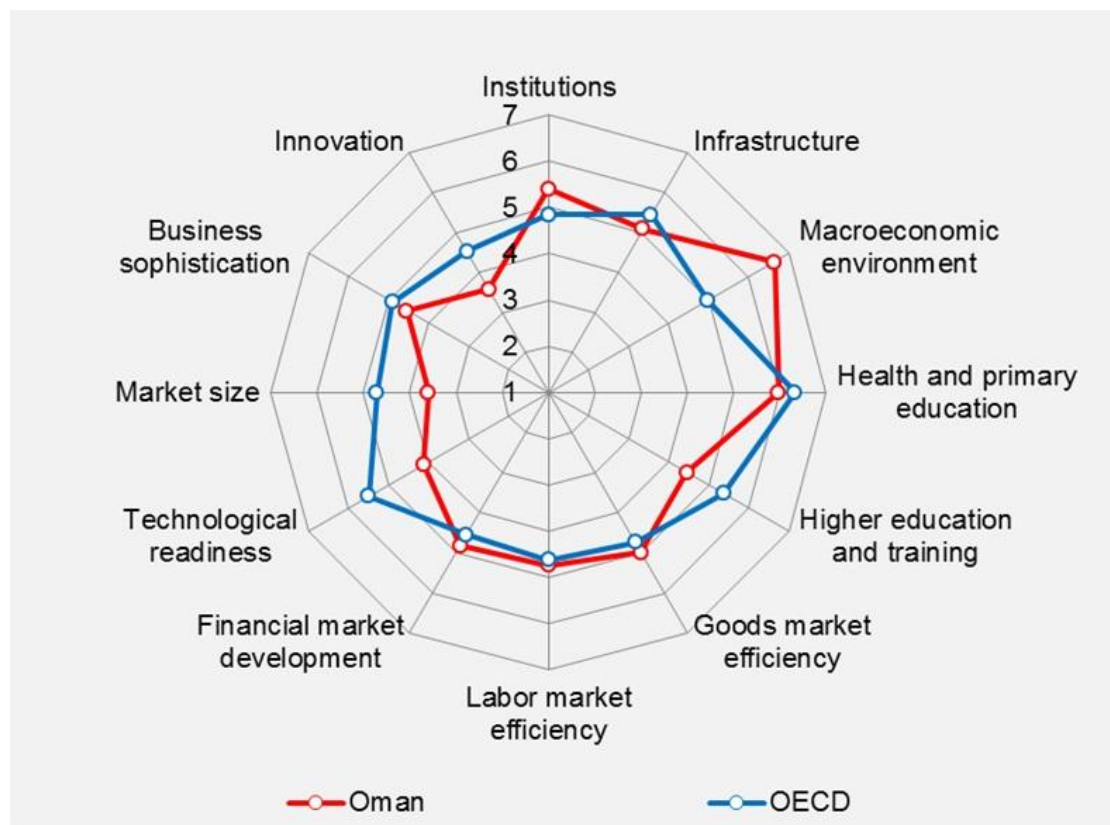 Institutions
7
6
5
4
3
2
1
Infrastructure
Macroeconomic
environment
Health and primary
education
Higher education
and training
Goods market
efficiency
Labor market
efficiency
Financial market
development
Technological
readiness
Market size
Business
sophistication
Innovation
Oman
OECD